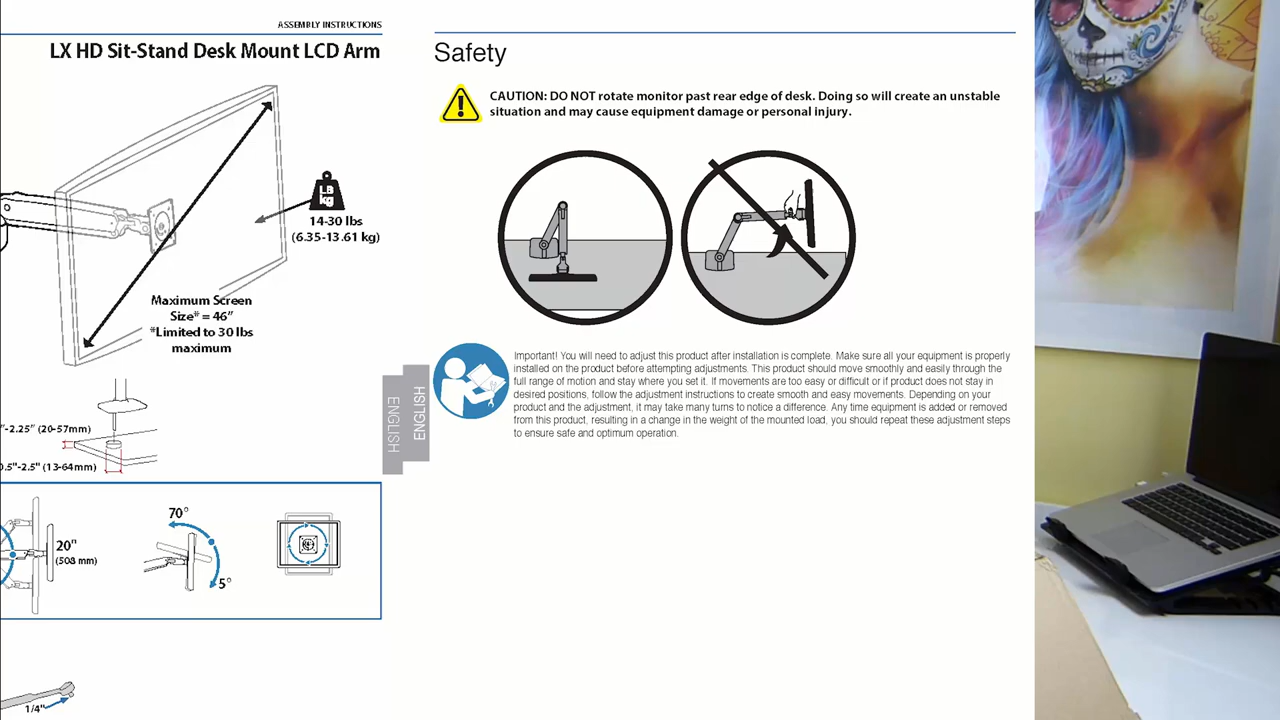 ASSEMBLY INSTRUCTIONS
LX HD Sit-Stand Desk Mount LCD Arm
LB
kg
14-30 lbs
(6.35-13.61 kg)
Maximum Screen
Size* = 46"
*Limited to 30 lbs
maximum
-2.25" (20-57mm)
.5"-2.5" (13-64mm)
20"
(508 mm)
70°
5°
1/4"
ENGLISH
ENGLISH
Safety
CAUTION: DO NOT rotate monitor past rear edge of desk. Doing so will create an unstable
situation and may cause equipment damage or personal injury.
Important! You will need to adjust this product after installation is complete. Make sure all your equipment is properly
installed on the product before attempting adjustments. This product should move smoothly and easily through the
full range of motion and stay where you set it. If movements are too easy or difficult or if product does not stay in
desired positions, follow the adjustment instructions to create smooth and easy movements. Depending on your
product and the adjustment, it may take many turns to notice a difference. Any time equipment is added or removed
from this product, resulting in a change in the weight of the mounted load, you should repeat these adjustment steps
to ensure safe and optimum operation.